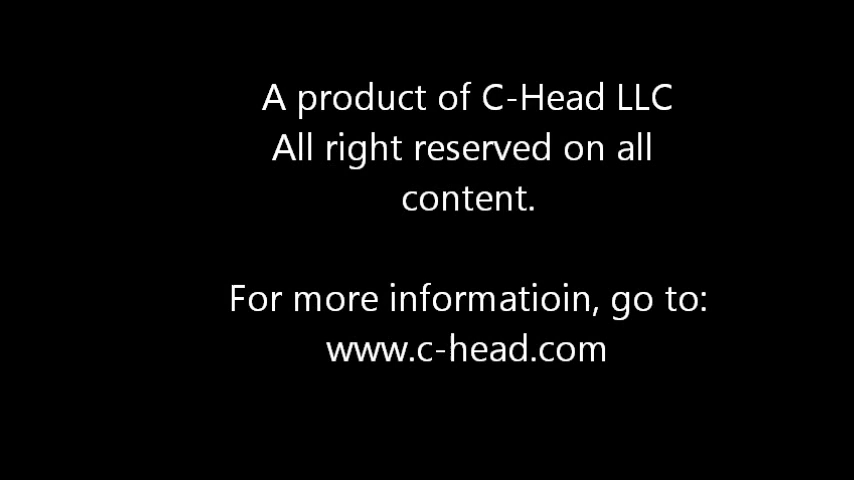 A product of C-Head LLC
All right reserved on all
content.
For more informatioin, go to:
www.c-head.com